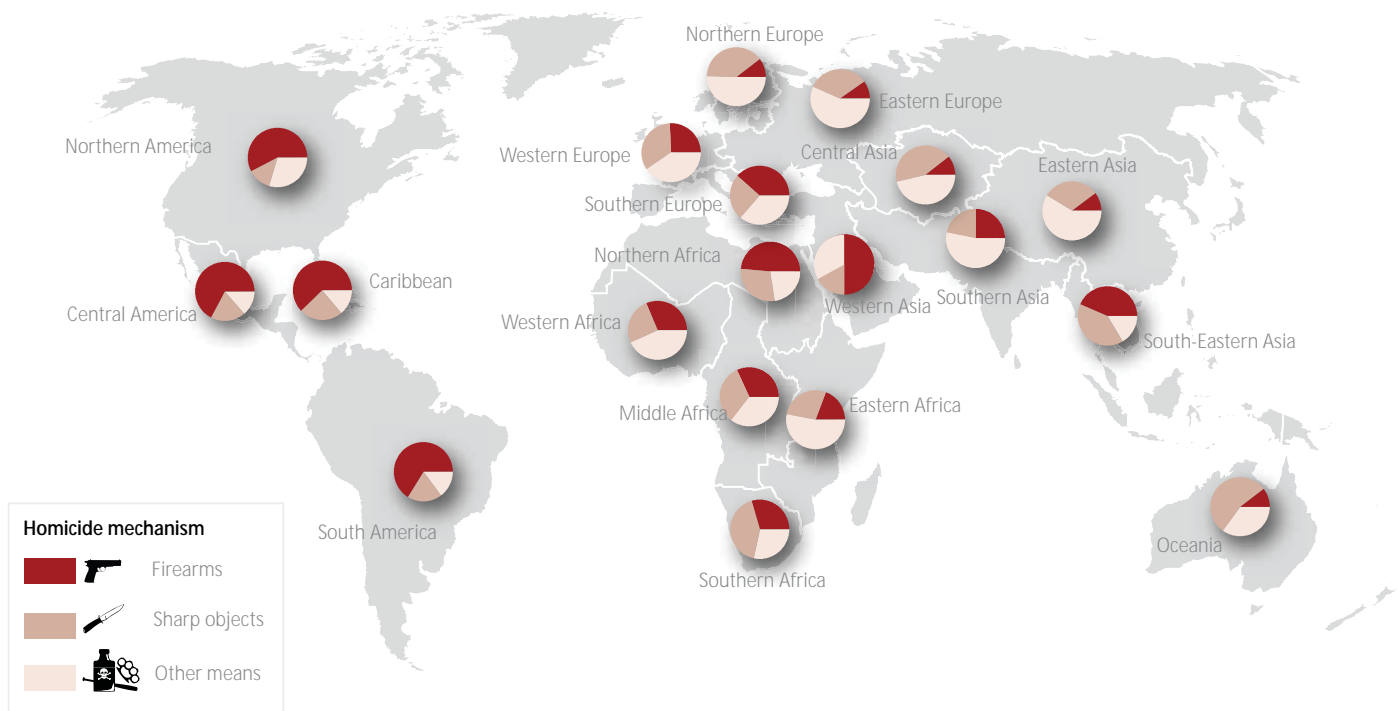 Northern Europe
Eastern Europe
Northern America
Western Europe
Central Asia
Eastern Asia
Southern Europe
Northern Africa
Caribbean
Central America
Western Africa
Western Asia
Southern Asia
South-Eastern Asia
Middle Africa
Eastern Africa
South America
Oceania
Southern Africa
Homicide mechanism
Firearms
Sharp objects
Other means